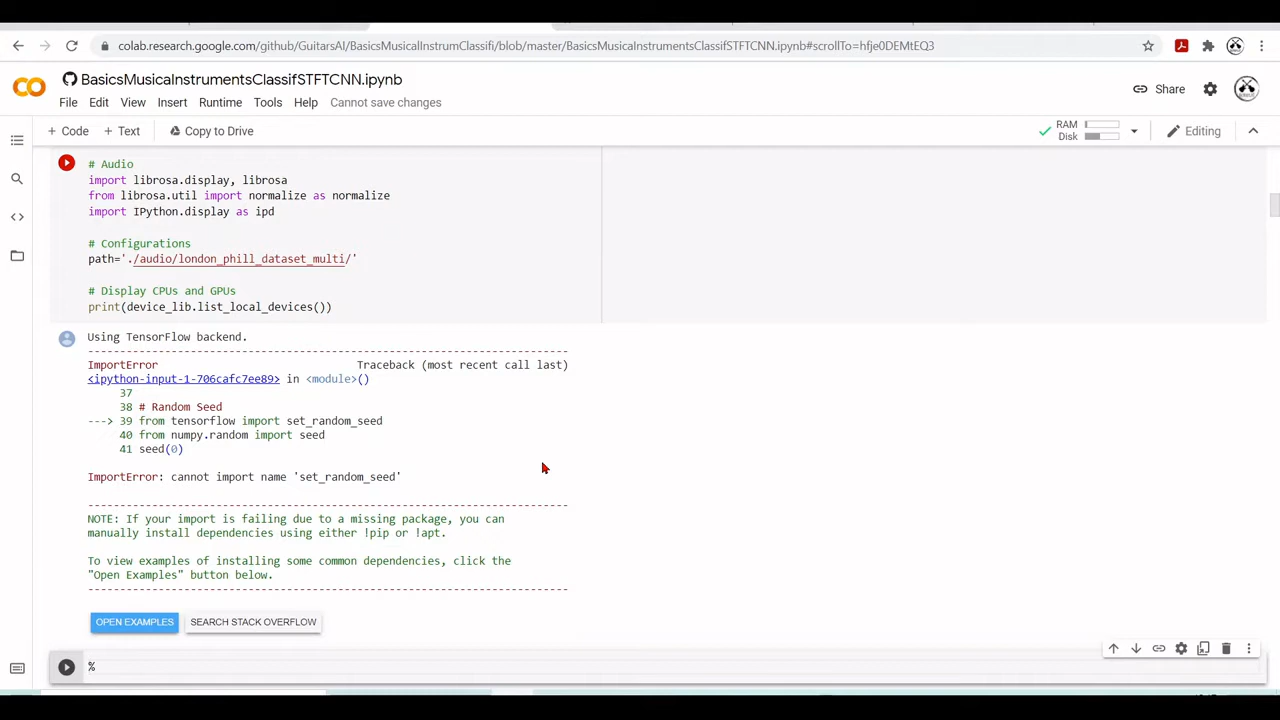 colab.research.google.com/github/GuitarsAI/BasicsMusicalInstrumClassifi/blob/master/BasicsMusicalInstrumentsClassifSTFTCNN.ipynb#scrollTo=hfje0DEMtEQ3
CO BasicsMusicaInstrumentsClassifSTFTCNN.ipynb
Share
File Edit View Insert Runtime Tools Help Cannot save changes
+ Code + Text Copy to Drive
RAM
Disk
Editing
# Audio
import librosa.display, librosa
from librosa.util import normalize as normalize
import IPython.display as ipd
# Configurations
path='./audio/london_phill_dataset_multi/'
# Display CPUs and GPUs
print(device_lib.list_local_devices())
Using TensorFlow backend.
---------------------------------------------------------------------------
ImportError Traceback (most recent call last)
<ipython-input-1-706cafc7ee89> in <module>()
37
38 # Random Seed
---> 39 from tensorflow import set_random_seed
40 from numpy.random import seed
41 seed(0)
ImportError: cannot import name 'set_random_seed'
---------------------------------------------------------------------------
NOTE: If your import is failing due to a missing package, you can
manually install dependencies using either !pip or !apt.
To view examples of installing some common dependencies, click the
"Open Examples" button below.
---------------------------------------------------------------------------
OPEN EXAMPLES SEARCH STACK OVERFLOW
%